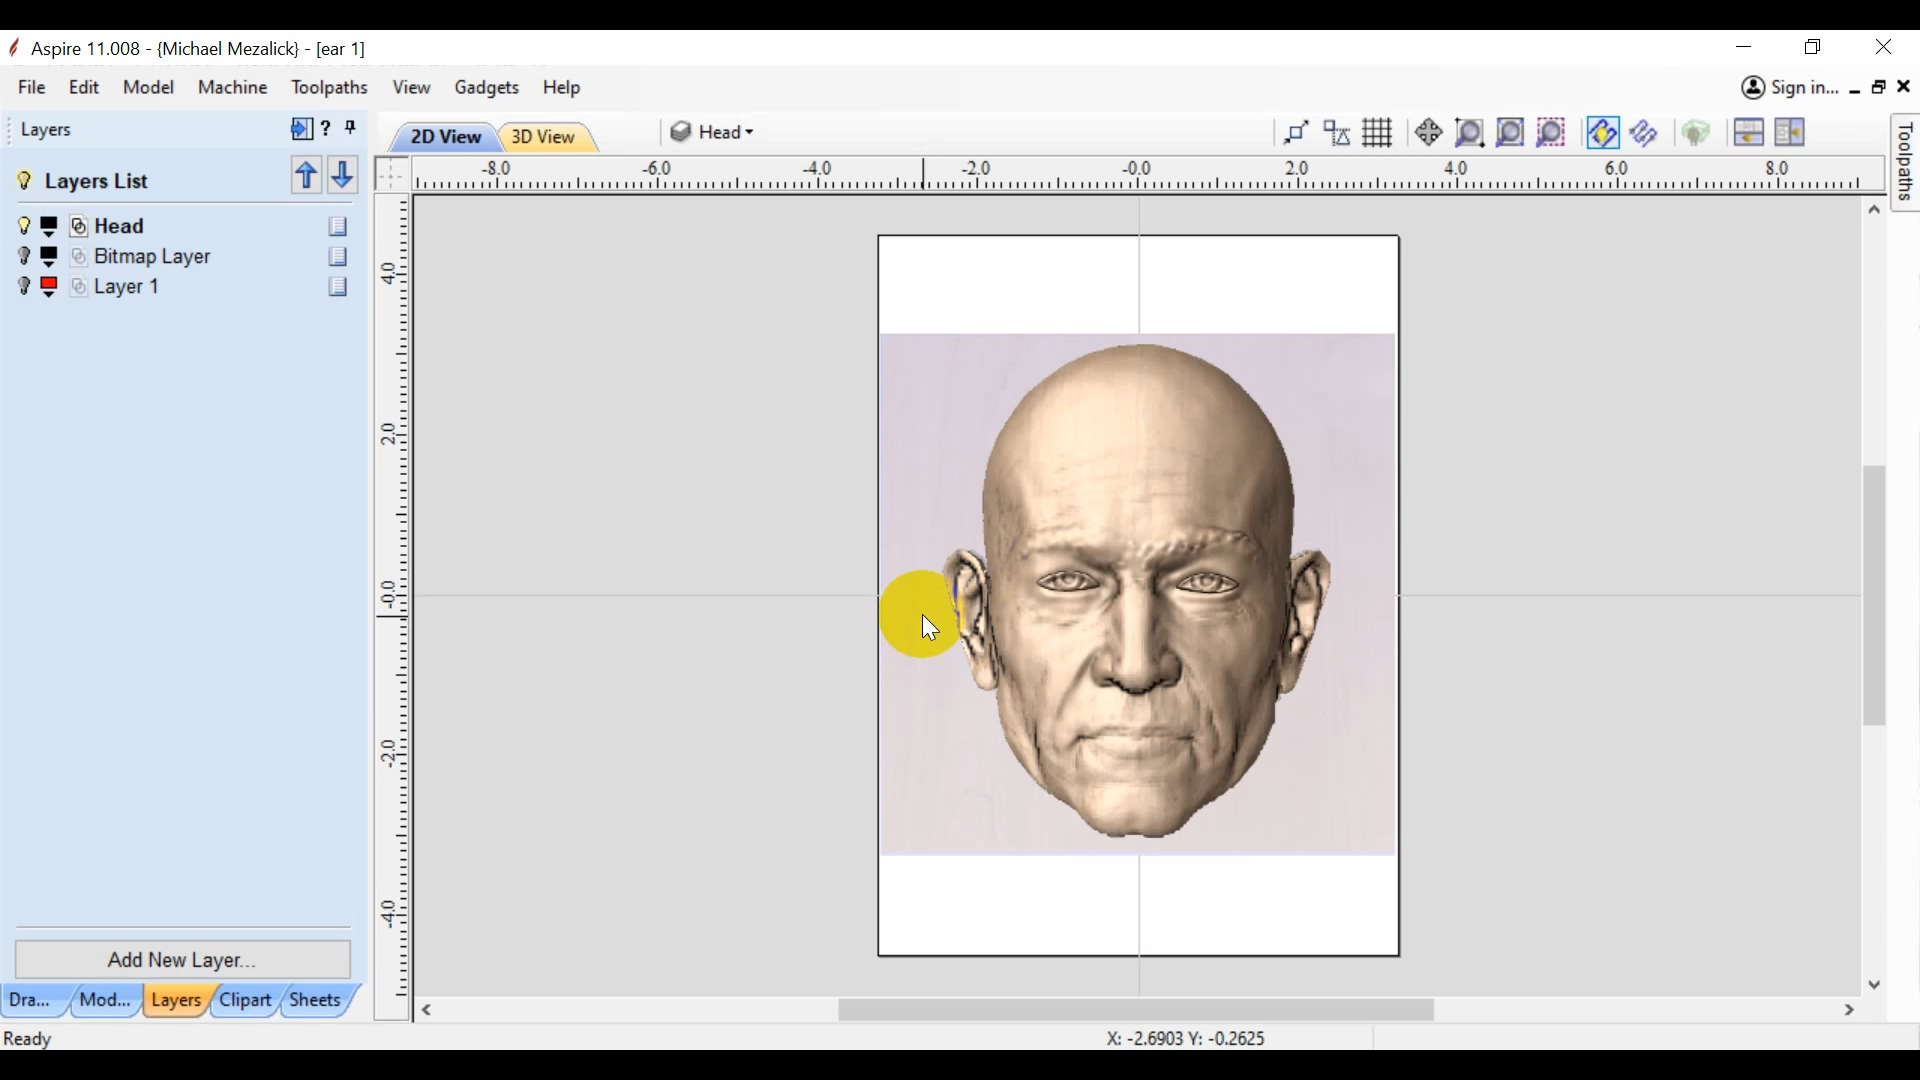 Aspire 11.008 - {Michael Mezalick} - [ear 1]
File Edit Model Machine Toolpaths View Gadgets Help
Sign in...
Layers ?
2D View 3D View Head
Toolpaths
-8.0 -6.0 -4.0 -2.0 -0.0 2.0 4.0 6.0 8.0
Layers List
Head
Bitmap Layer
Layer 1
4.0
2.0
-0.0
-2.0
-4.0
Add New Layer...
Dra... Mod... Layers Clipart Sheets
Ready
X: -2.6903 Y: -0.2625